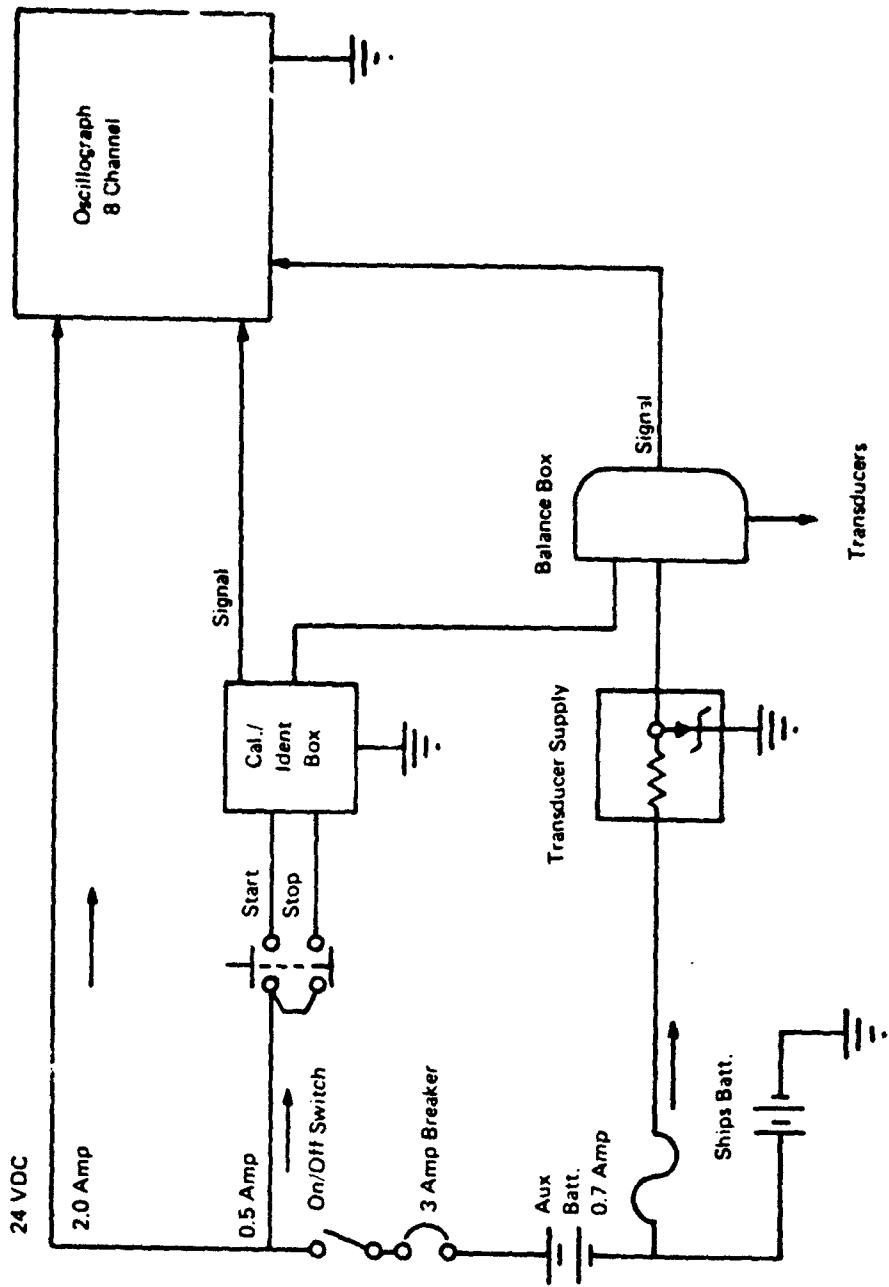 24 VDC
2.0 Amp
Oscillograph
8 Channel
0.5 Amp
On/Off Switch
Start
Stop
Cal./
Ident
Box
Signal
3 Amp Breaker
Aux
Batt.
0.7 Amp
Transducer Supply
Balance Box
Signal
Ships Batt.
Transducers